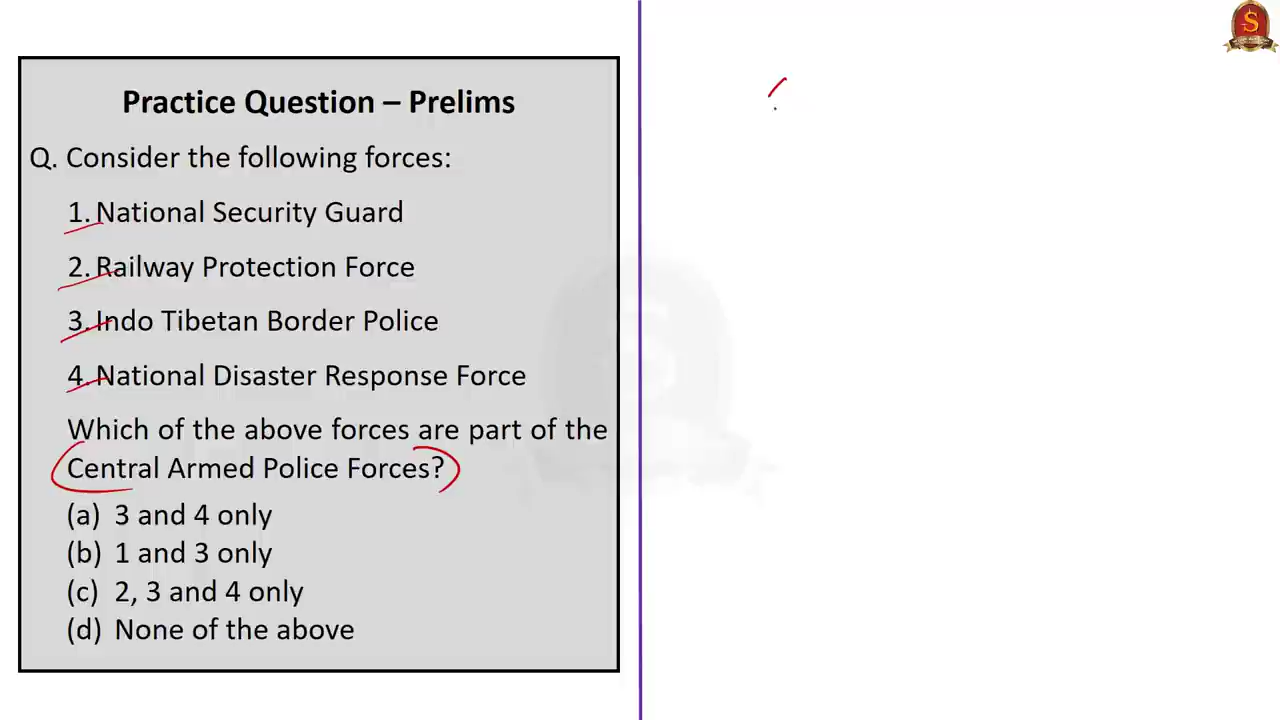 Practice Question – Prelims
Q. Consider the following forces:
1. National Security Guard
2. Railway Protection Force
3. Indo Tibetan Border Police
4. National Disaster Response Force
Which of the above forces are part of the
Central Armed Police Forces?
(a) 3 and 4 only
(b) 1 and 3 only
(c) 2, 3 and 4 only
(d) None of the above
S